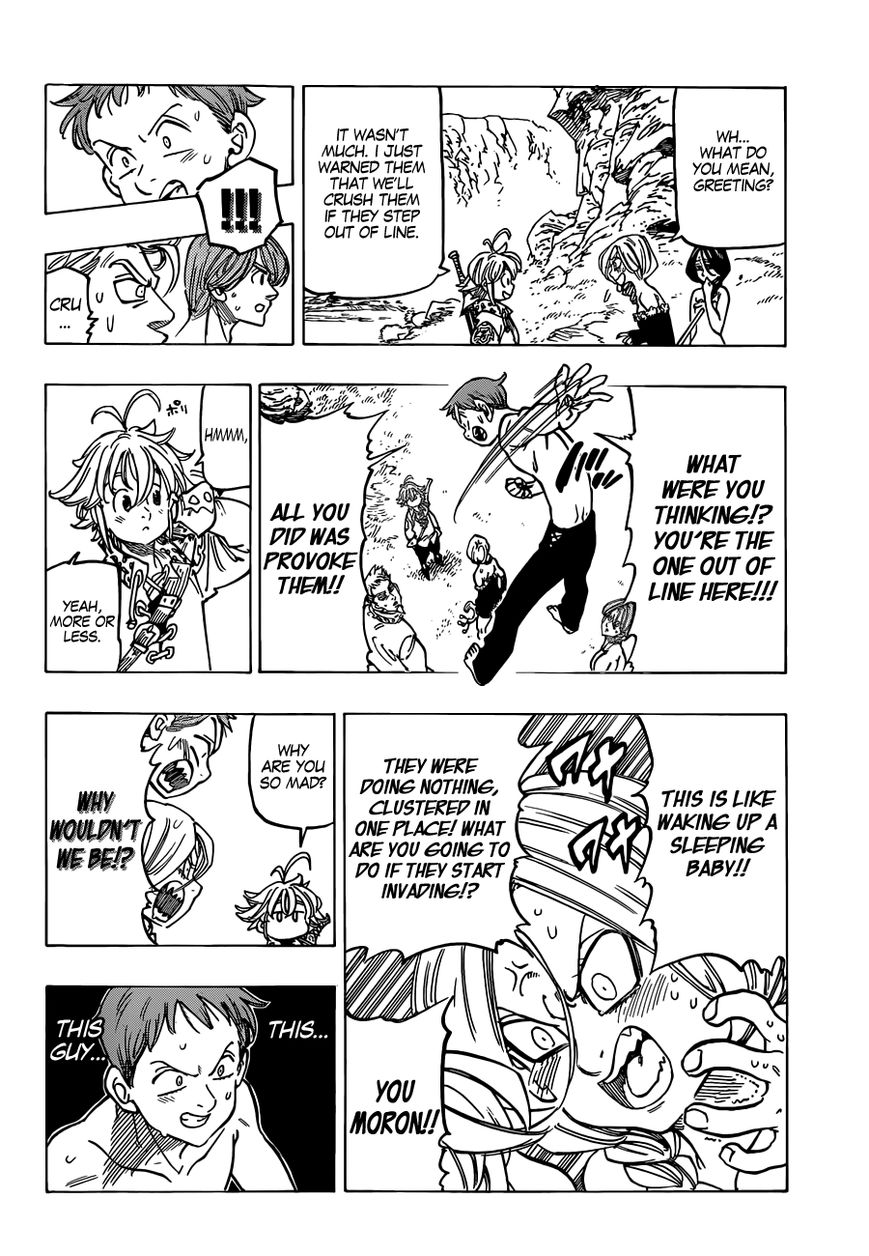 WH...
WHAT DO
YOU MEAN,
GREETING?
IT WASN'T
MUCH. I JUST
WARNED THEM
THAT WE'LL
CRUSH THEM
IF THEY STEP
OUT OF LINE.
!!!
CRU
...
WHAT
WERE YOU
THINKING!?
YOU'RE THE
ONE OUT OF
LINE HERE!!!
ALL YOU
DID WAS
PROVOKE
THEM!!
HMMM,
ポリ
YEAH,
MORE OR
LESS.
THIS IS LIKE
WAKING UP A
SLEEPING
BABY!!
THEY WERE
DOING NOTHING,
CLUSTERED IN
ONE PLACE! WHAT
ARE YOU GOING TO
DO IF THEY START
INVADING!?
YOU
MORON!!
WHY
ARE YOU
SO MAD?
WHY
WOULDN'T
WE BE!?
THIS...
THIS
GUY...